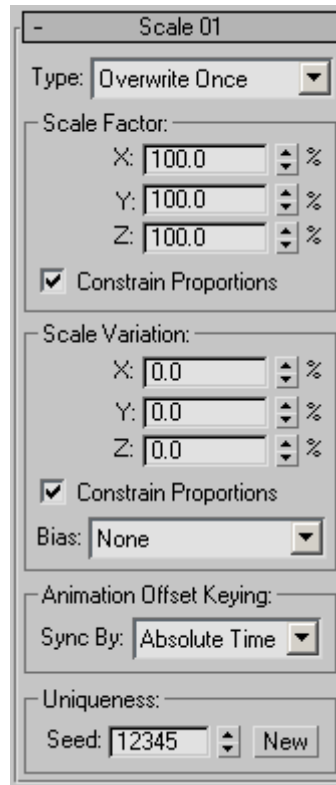 - Scale 01
Type: Overwrite Once
Scale Factor:
X: 100.0 %
Y: 100.0 %
Z: 100.0 %
Constrain Proportions
Scale Variation:
X: 0.0 %
Y: 0.0 %
Z: 0.0 %
Constrain Proportions
Bias: None
Animation Offset Keying:
Sync By: Absolute Time
Uniqueness:
Seed: 12345 New